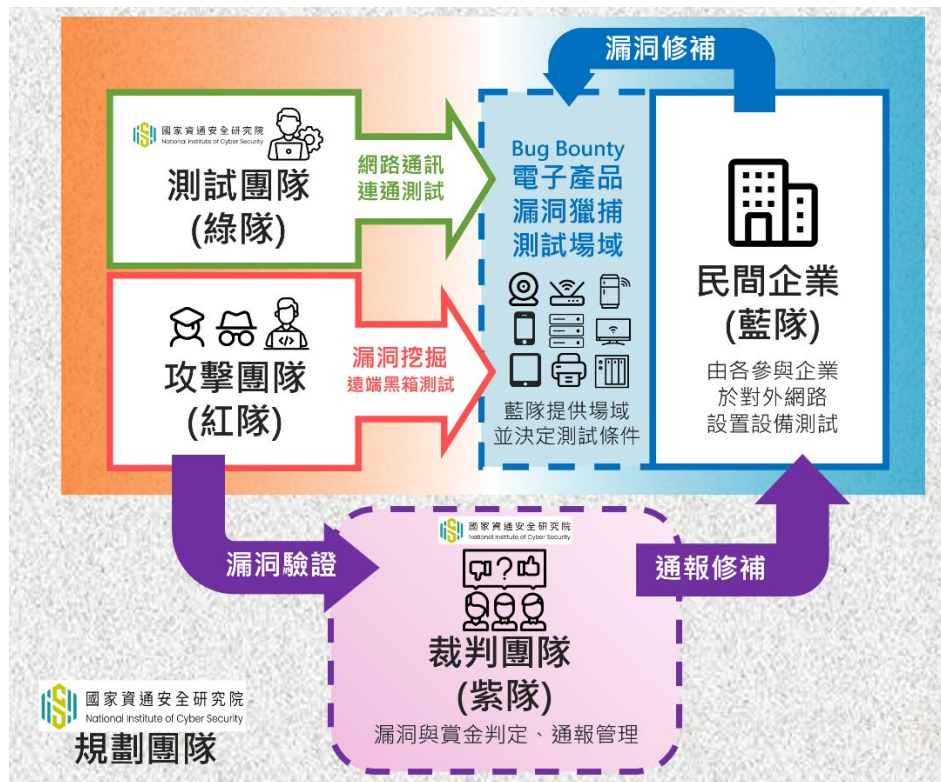 漏洞修補
國家資通安全研究院
National Institute of Cyber Security
測試團隊
(綠隊)
網路通訊
連通測試
Bug Bounty
電子產品
漏洞獵捕
測試場域
藍隊提供場域
並決定測試條件
民間企業
(藍隊)
由各參與企業
於對外網路
設置設備測試
攻擊團隊
(紅隊)
漏洞挖掘
遠端黑箱測試
漏洞驗證
國家資通安全研究院
National Institute of Cyber Security
?
裁判團隊
(紫隊)
漏洞與賞金判定、通報管理
通報修補
國家資通安全研究院
National Institute of Cyber Security
規劃團隊